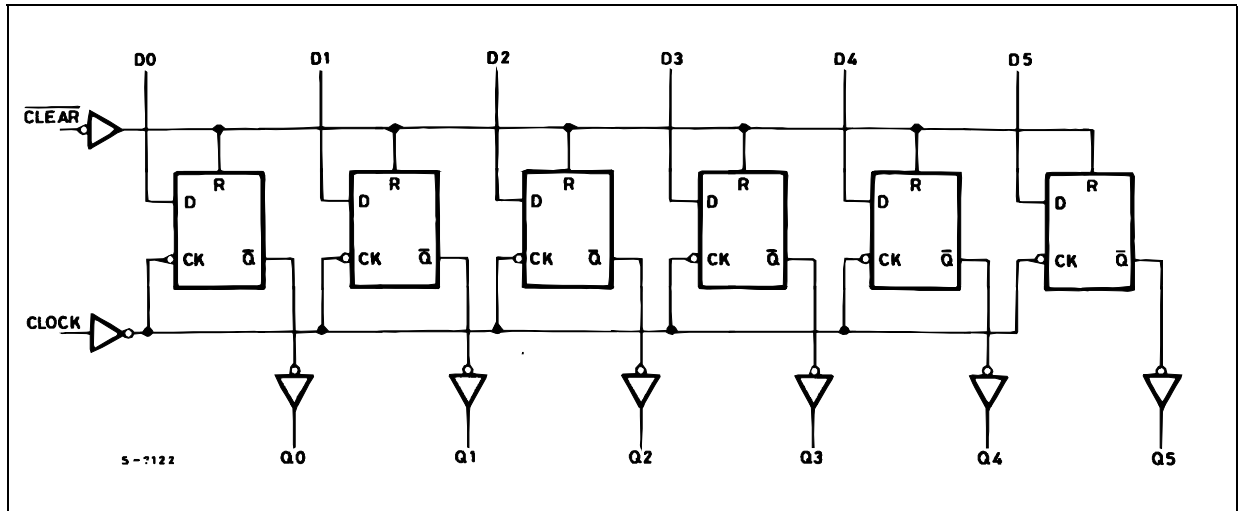 D0 D1 D2 D3 D4 D5
C̅L̅E̅A̅R̅
R R R R R R
D D D D D D
CK Q̅ CK Q̅ CK Q̅ CK Q̅ CK Q̅ CK Q̅
CLOCK
Q0 Q1 Q2 Q3 Q4 Q5